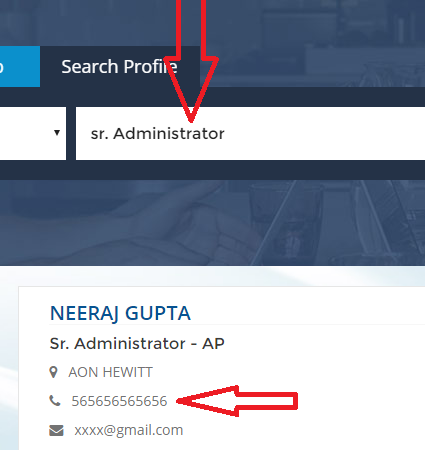 Search Profile
sr. Administrator
NEERAJ GUPTA
Sr. Administrator - AP
AON HEWITT
565656565656
xxxx@gmail.com